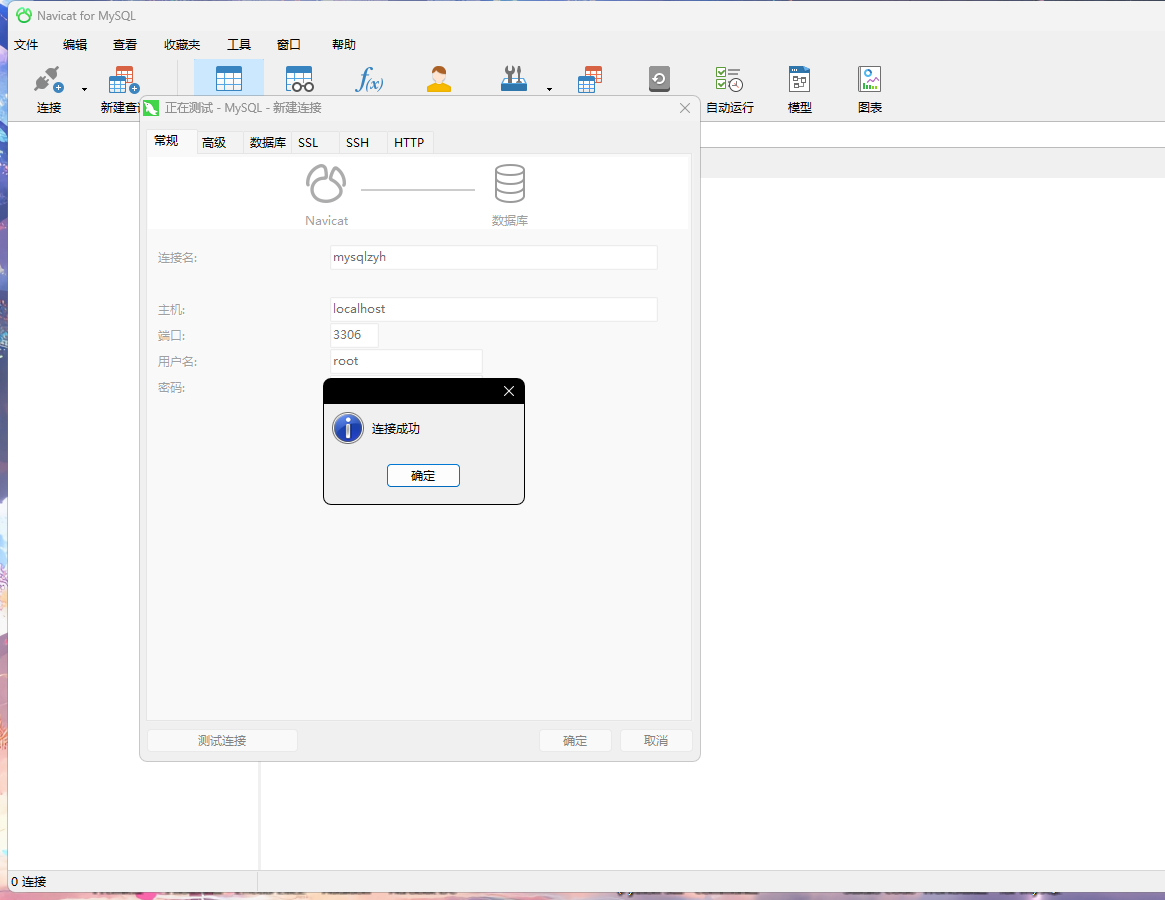 Navicat for MySQL
文件 编辑 查看 收藏夹 工具 窗口 帮助
连接 新建查 自动运行 模型 图表
正在测试 - MySQL - 新建连接
常规 高级 数据库 SSL SSH HTTP
Navicat 数据库
连接名: mysqlzyh
主机: localhost
端口: 3306
用户名: root
密码:
连接成功
确定
测试连接 确定 取消
0 连接